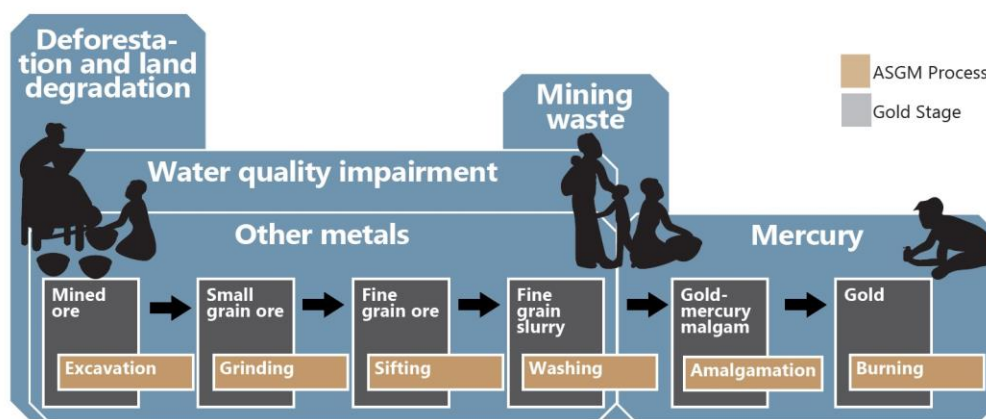 Deforesta-
tion and land
degradation
Mining
waste
ASGM Process
Gold Stage
Water quality impairment
Other metals
Mercury
Mined
ore
Small
grain ore
Fine
grain ore
Fine
grain
slurry
Gold-
mercury
malgam
Gold
Excavation
Grinding
Sifting
Washing
Amalgamation
Burning